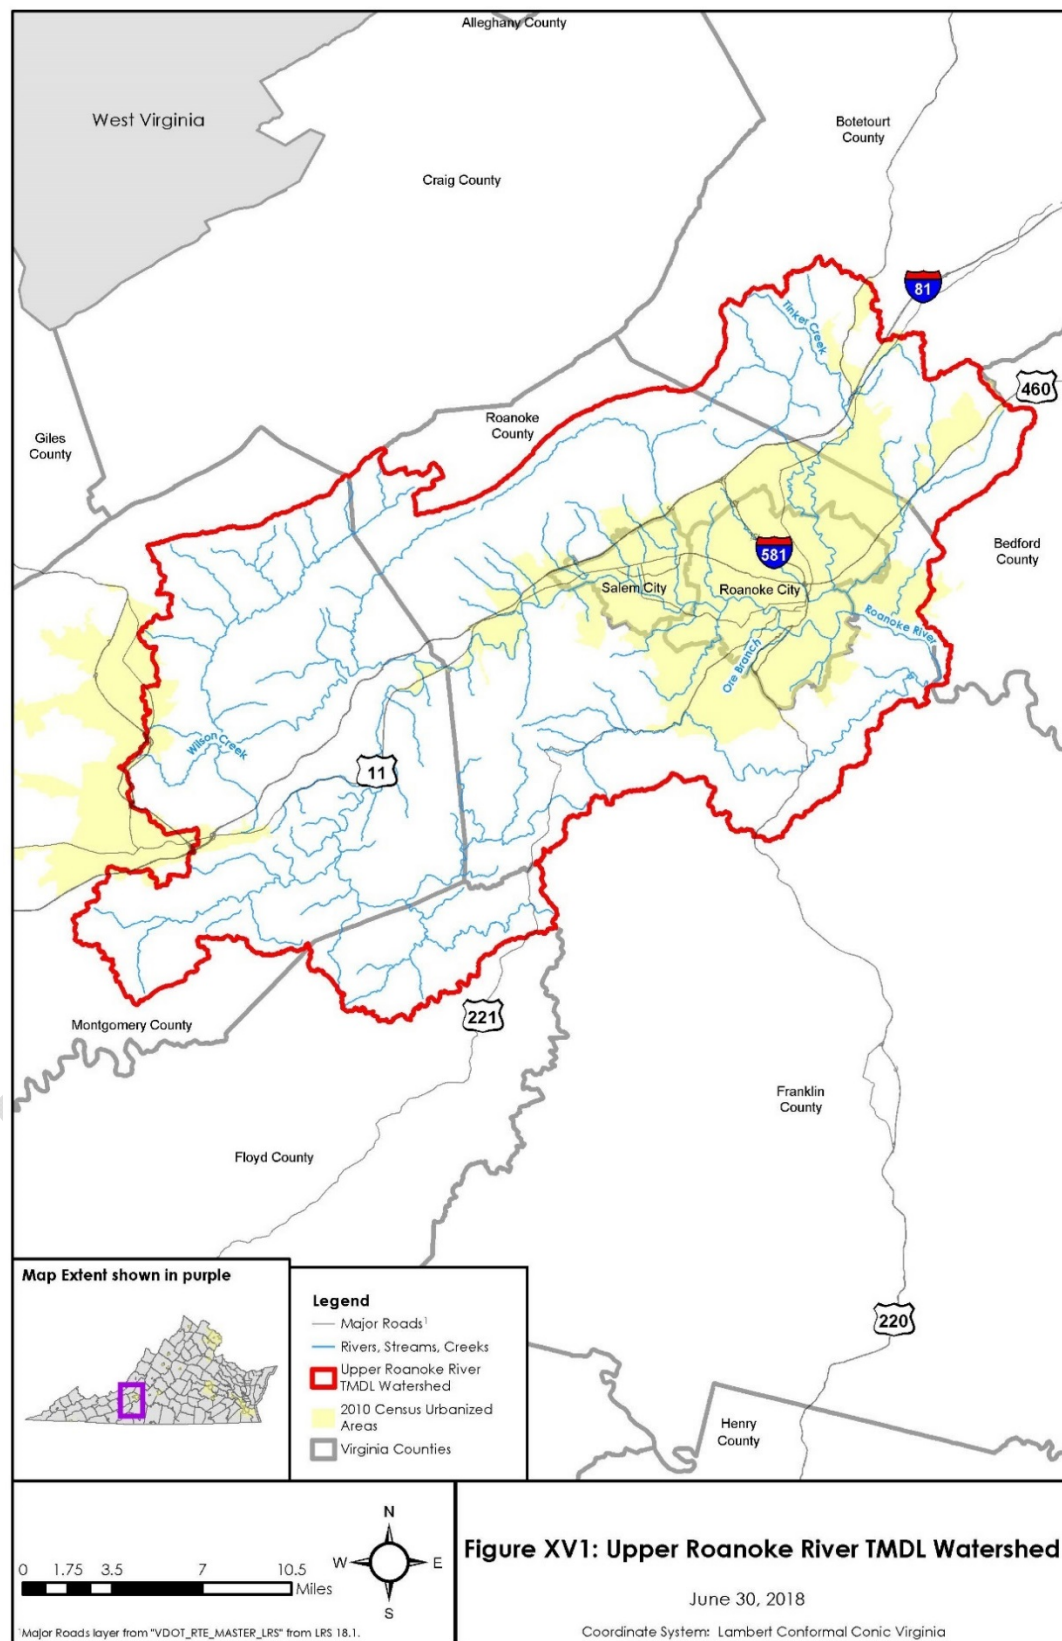 Alleghany County
West Virginia
Botetourt
County
Craig County
81
Tinker Creek
460
Roanoke
County
Giles
County
581
Bedford
County
Salem City
Roanoke City
Roanoke River
Ore Branch
Wilson Creek
11
221
Montgomery County
Franklin
County
Floyd County
220
Henry
County
Map Extent shown in purple
Legend
Major Roads¹
Rivers, Streams, Creeks
Upper Roanoke River
TMDL Watershed
2010 Census Urbanized
Areas
Virginia Counties
N
W E
S
0 1.75 3.5 7 10.5
Miles
¹Major Roads layer from "VDOT_RTE_MASTER_LRS" from LRS 18.1.
Figure XV1: Upper Roanoke River TMDL Watershed
June 30, 2018
Coordinate System: Lambert Conformal Conic Virginia